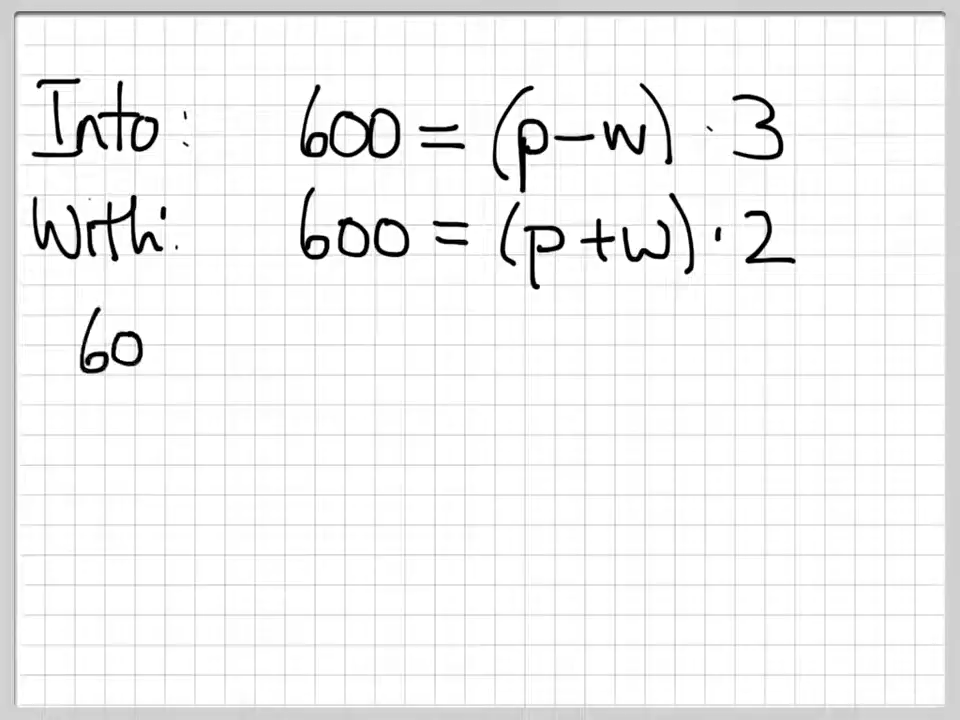 Into: 600 = (p - w) · 3
With: 600 = (p + w) · 2
60